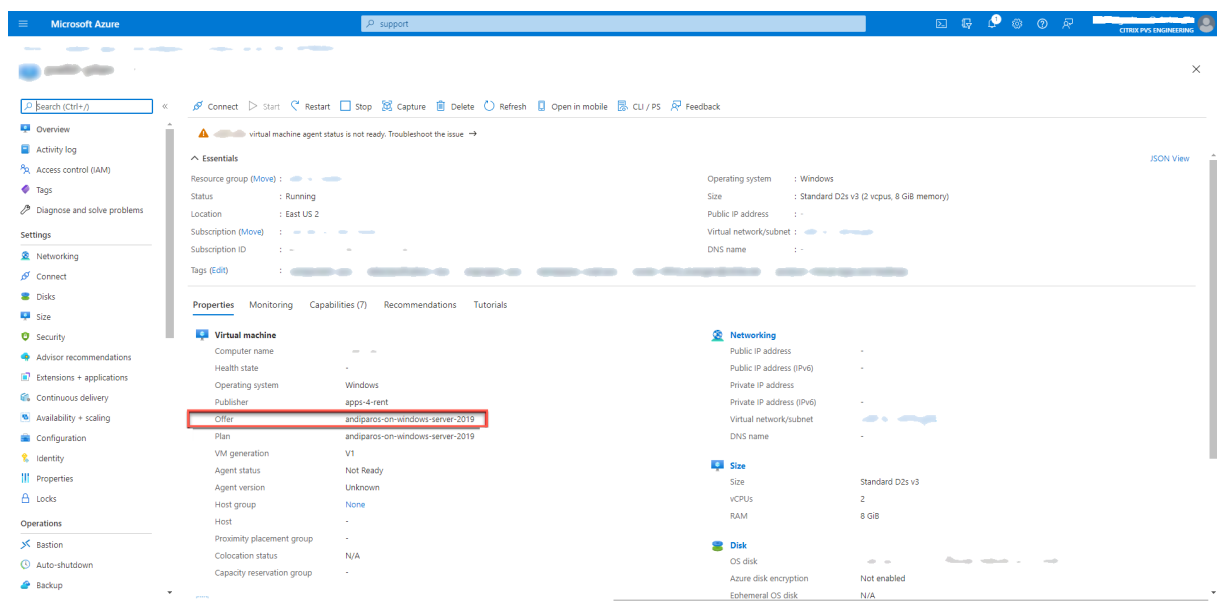 Microsoft Azure
support
1
CITRIX PVS ENGINEERING
Search (Ctrl+/)
«
Connect Start Restart Stop Capture Delete Refresh Open in mobile CLI / PS Feedback
Overview
Activity log
Access control (IAM)
Tags
Diagnose and solve problems
Settings
Networking
Connect
Disks
Size
Security
Advisor recommendations
Extensions + applications
Continuous delivery
Availability + scaling
Configuration
Identity
Properties
Locks
Operations
Bastion
Auto-shutdown
Backup
virtual machine agent status is not ready. Troubleshoot the issue →
Essentials
JSON View
Resource group (Move) :
Status : Running
Location : East US 2
Subscription (Move) :
Subscription ID :
Tags (Edit) :
Operating system : Windows
Size : Standard D2s v3 (2 vcpus, 8 GiB memory)
Public IP address : -
Virtual network/subnet :
DNS name : -
Properties Monitoring Capabilities (7) Recommendations Tutorials
Virtual machine
Computer name
Health state -
Operating system Windows
Publisher apps-4-rent
Offer andiparos-on-windows-server-2019
Plan andiparos-on-windows-server-2019
VM generation V1
Agent status Not Ready
Agent version Unknown
Host group None
Host -
Proximity placement group -
Colocation status N/A
Capacity reservation group -
Networking
Public IP address -
Public IP address (IPv6) -
Private IP address
Private IP address (IPv6) -
Virtual network/subnet
DNS name -
Size
Size Standard D2s v3
vCPUs 2
RAM 8 GiB
Disk
OS disk
Azure disk encryption Not enabled
Ephemeral OS disk N/A